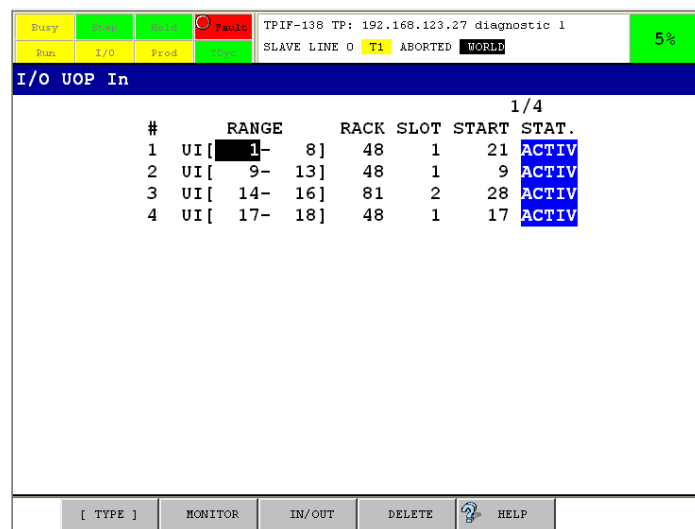 Busy Step Hold Fault TPIF-138 TP: 192.168.123.27 diagnostic 1
Run I/O Prod TCyc SLAVE LINE 0 T1 ABORTED WORLD 5%
I/O UOP In
1/4
# RANGE RACK SLOT START STAT.
1 UI[ 1- 8] 48 1 21 ACTIV
2 UI[ 9- 13] 48 1 9 ACTIV
3 UI[ 14- 16] 81 2 28 ACTIV
4 UI[ 17- 18] 48 1 17 ACTIV
[ TYPE ] MONITOR IN/OUT DELETE HELP